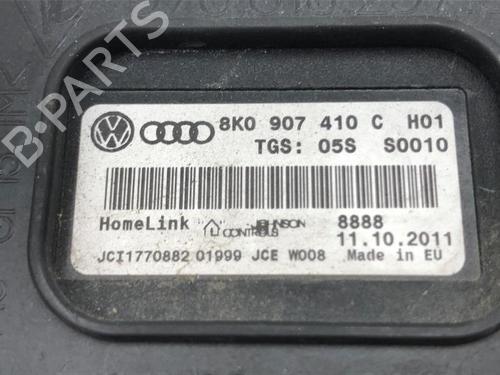 8K0 907 410 C H01
TGS: 05S S0010
HomeLink JOHNSON CONTROLS 8888
11.10.2011
JCI1770882 01999 JCE W008 Made in EU
B-PARTS